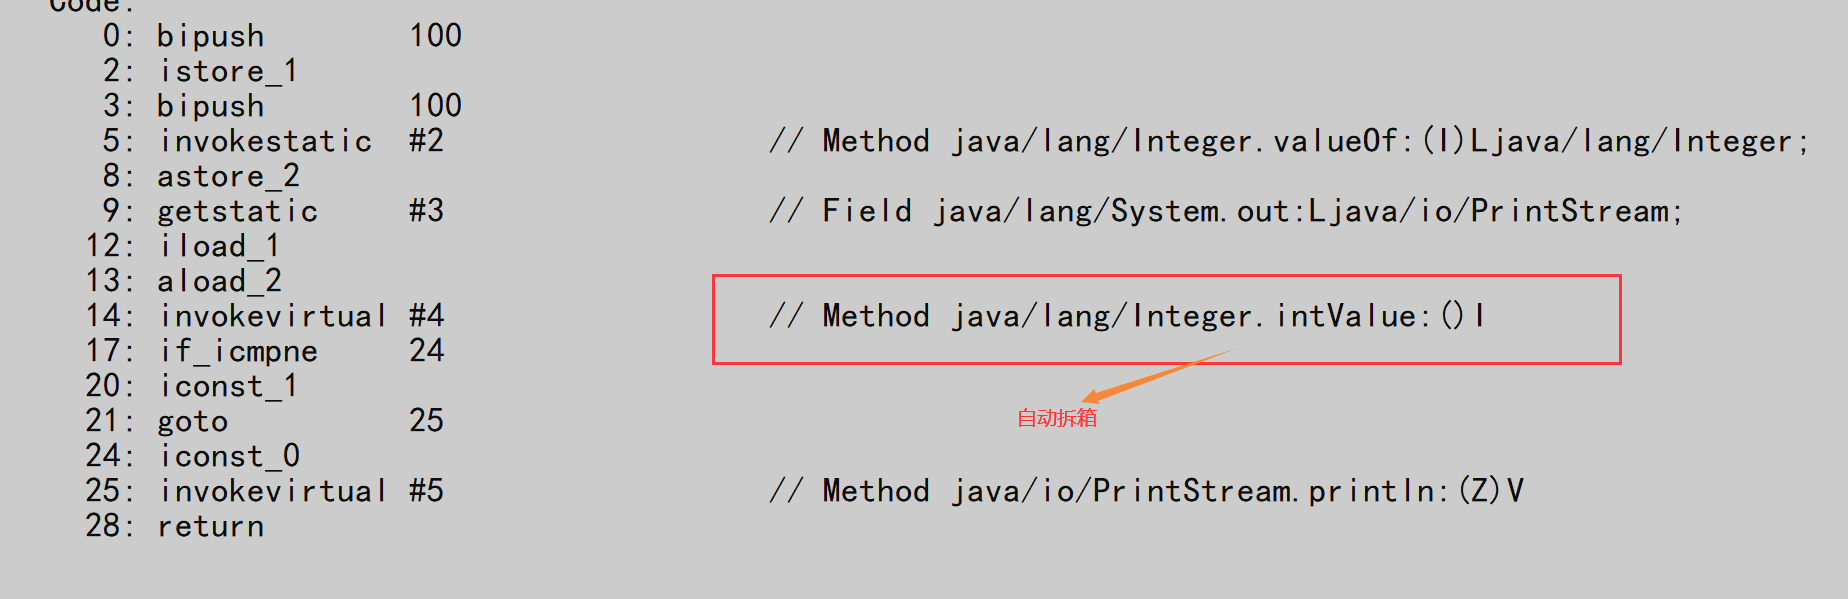 Code:
0: bipush 100
2: istore_1
3: bipush 100
5: invokestatic #2 // Method java/lang/Integer.valueOf:(I)Ljava/lang/Integer;
8: astore_2
9: getstatic #3 // Field java/lang/System.out:Ljava/io/PrintStream;
12: iload_1
13: aload_2
14: invokevirtual #4 // Method java/lang/Integer.intValue:()I
17: if_icmpne 24
20: iconst_1
自动拆箱
21: goto 25
24: iconst_0
25: invokevirtual #5 // Method java/io/PrintStream.println:(Z)V
28: return